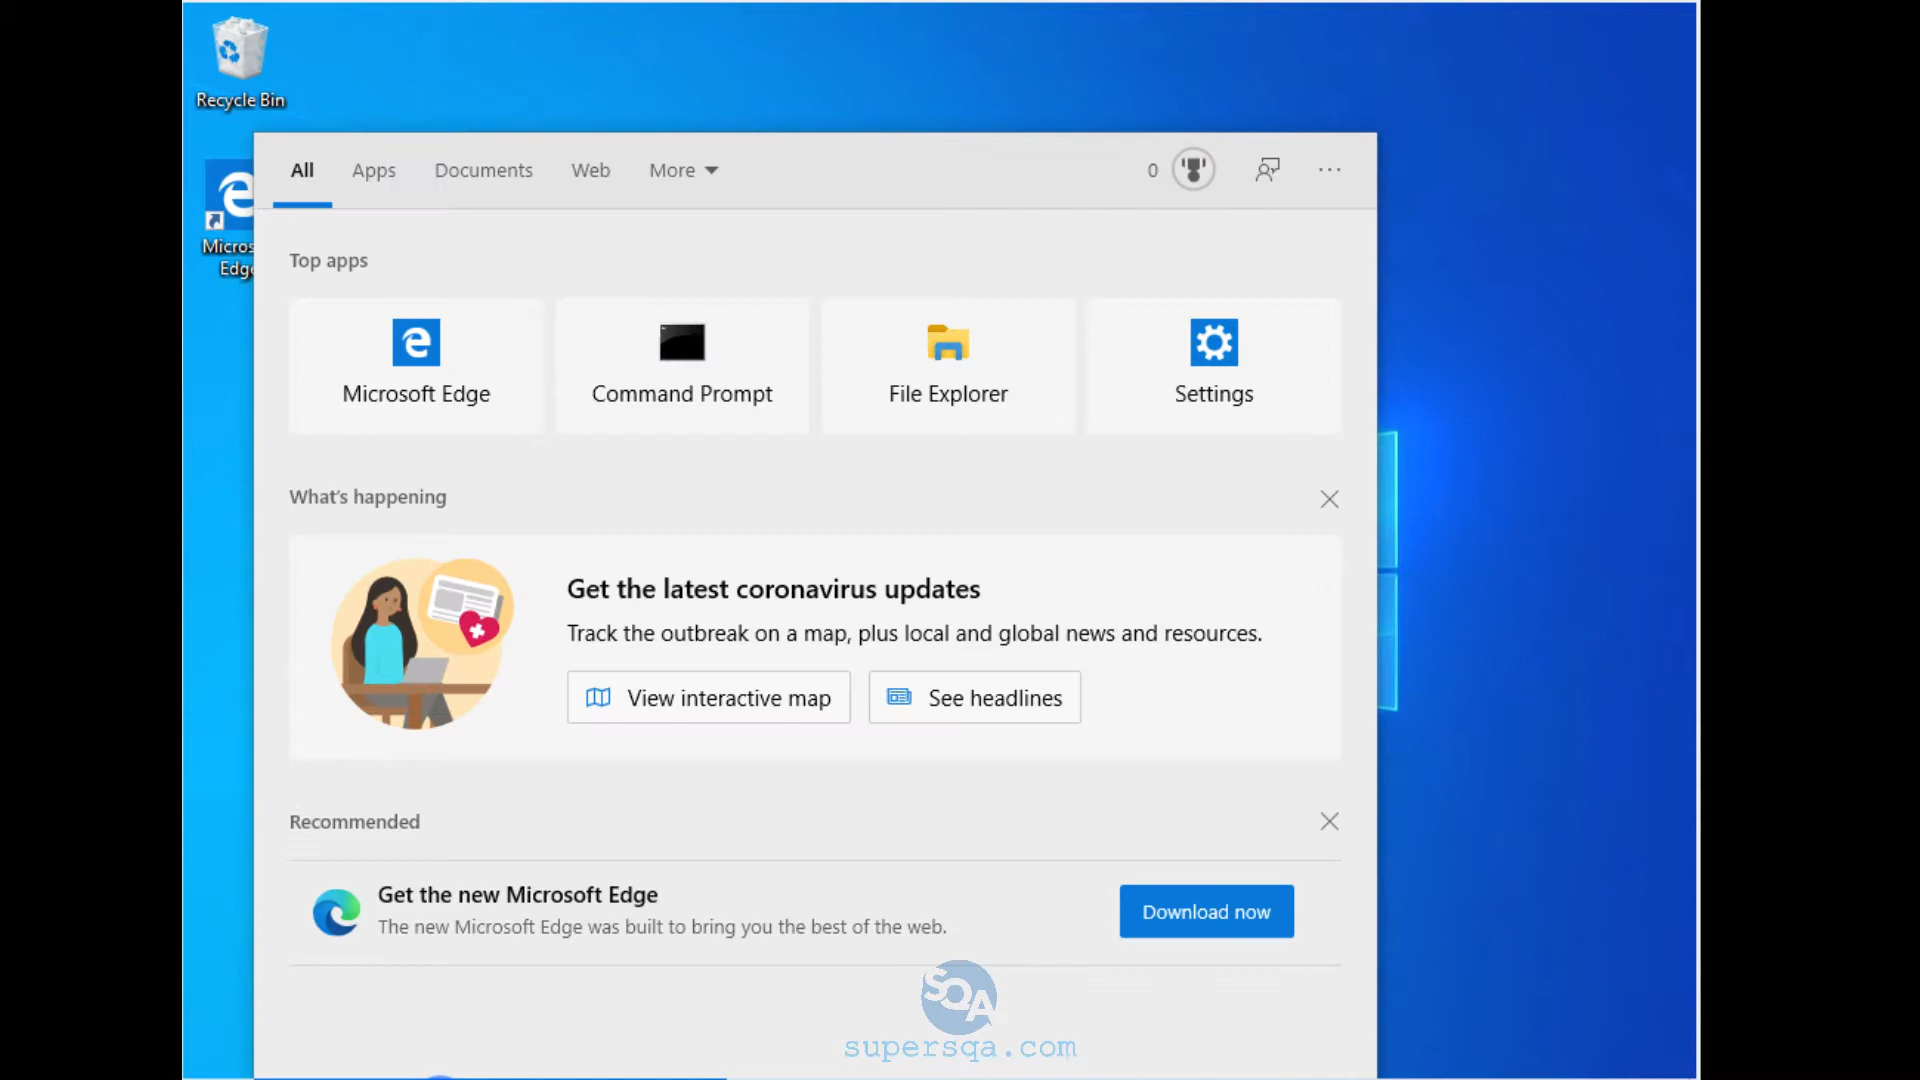 Recycle Bin
Micros
Edge
All
Apps
Documents
Web
More
0
Top apps
Microsoft Edge
Command Prompt
File Explorer
Settings
What's happening
Get the latest coronavirus updates
Track the outbreak on a map, plus local and global news and resources.
View interactive map
See headlines
Recommended
Get the new Microsoft Edge
The new Microsoft Edge was built to bring you the best of the web.
Download now
SQA
supersqa.com